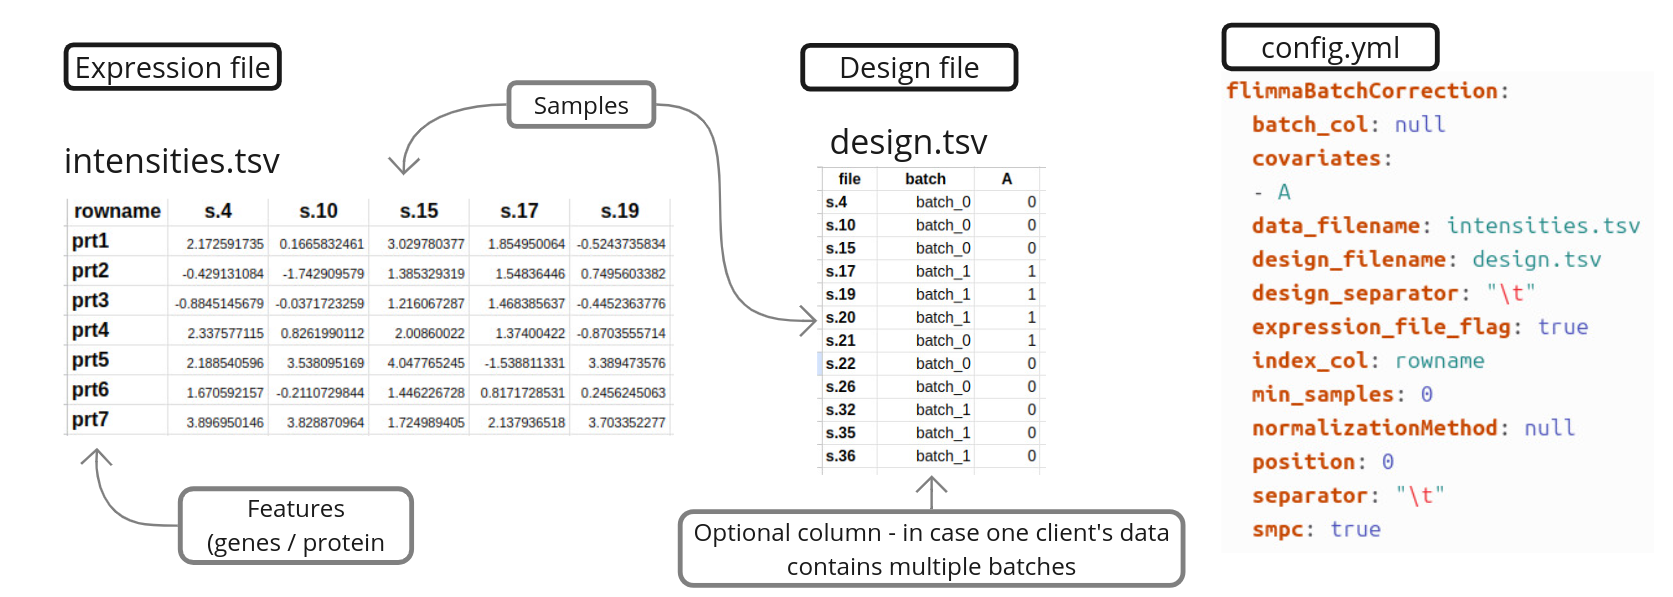 Expression file
Samples
intensities.tsv
rowname s.4 s.10 s.15 s.17 s.19
prt1 2.172591735 0.1665832461 3.029780377 1.854950064 -0.5243735834
prt2 -0.429131084 -1.742909579 1.385329319 1.54836446 0.7495603382
prt3 -0.8845145679 -0.0371723259 1.216067287 1.468385637 -0.4452363776
prt4 2.337577115 0.8261990112 2.00860022 1.37400422 -0.8703555714
prt5 2.188540596 3.538095169 4.047765245 -1.538811331 3.389473576
prt6 1.670592157 -0.2110729844 1.446226728 0.8171728531 0.2456245063
prt7 3.896950146 3.828870964 1.724989405 2.137936518 3.703352277
Features
(genes / protein
Design file
design.tsv
file batch A
s.4 batch_0 0
s.10 batch_0 0
s.15 batch_0 0
s.17 batch_1 1
s.19 batch_1 1
s.20 batch_1 1
s.21 batch_0 1
s.22 batch_0 0
s.26 batch_0 0
s.32 batch_1 0
s.35 batch_1 0
s.36 batch_1 0
Optional column - in case one client's data
contains multiple batches
config.yml
flimmaBatchCorrection:
batch_col: null
covariates:
- A
data_filename: intensities.tsv
design_filename: design.tsv
design_separator: "\t"
expression_file_flag: true
index_col: rowname
min_samples: 0
normalizationMethod: null
position: 0
separator: "\t"
smpc: true